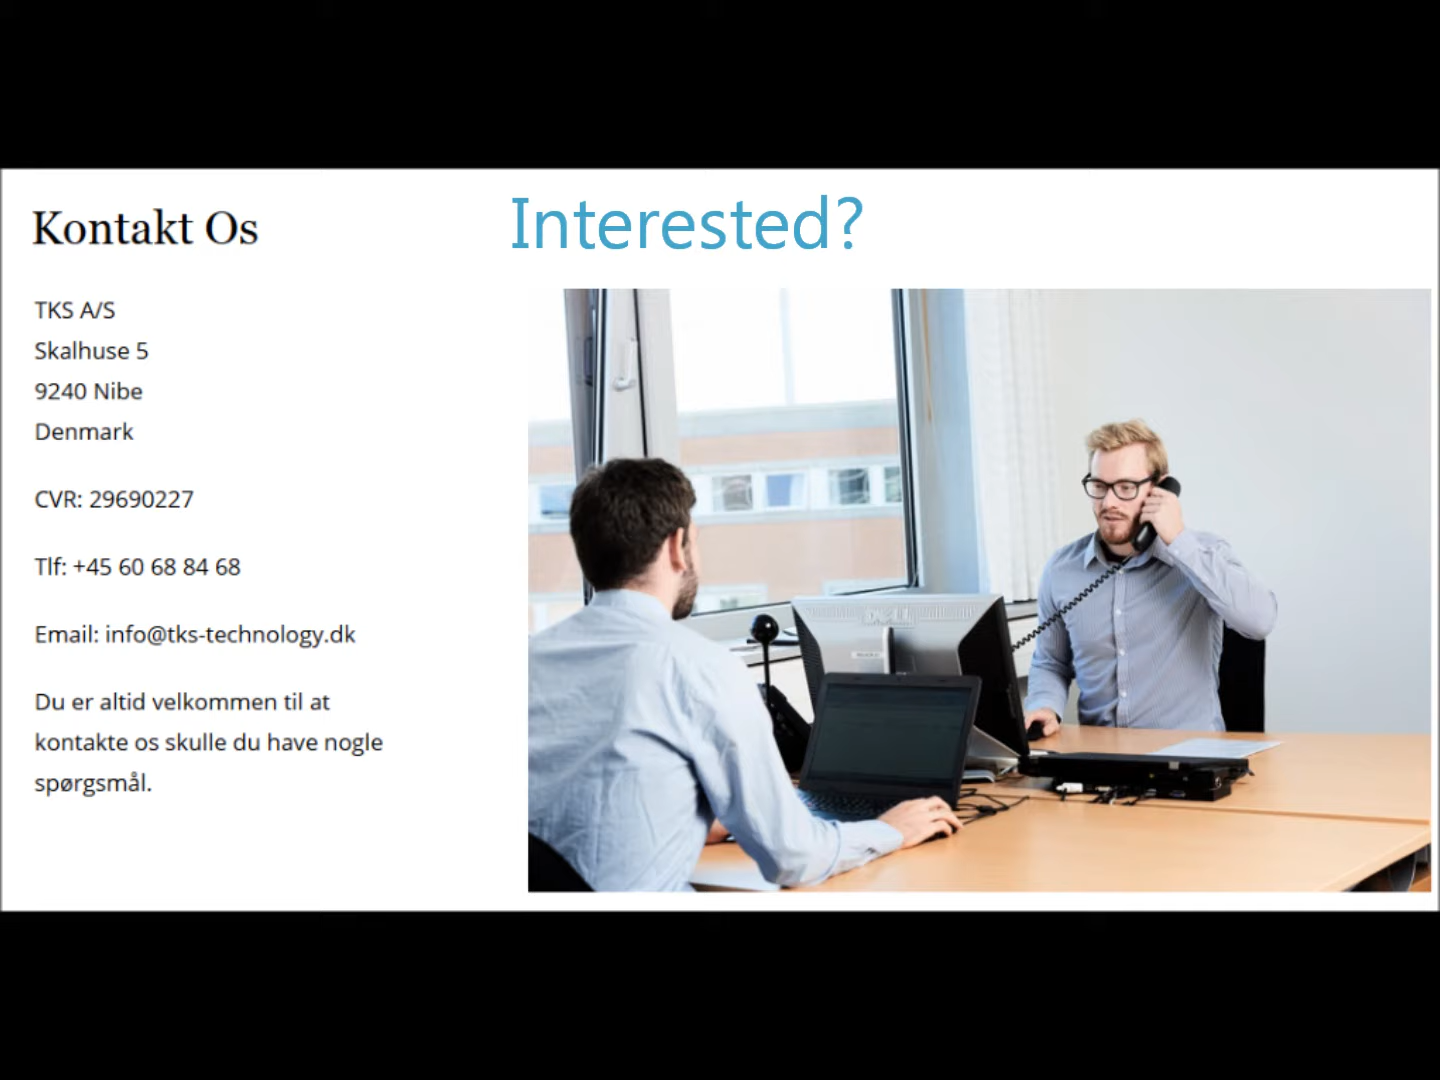 Kontakt Os
Interested?
TKS A/S
Skalhuse 5
9240 Nibe
Denmark
CVR: 29690227
Tlf: +45 60 68 84 68
Email: info@tks-technology.dk
Du er altid velkommen til at
kontakte os skulle du have nogle
spørgsmål.
DELL